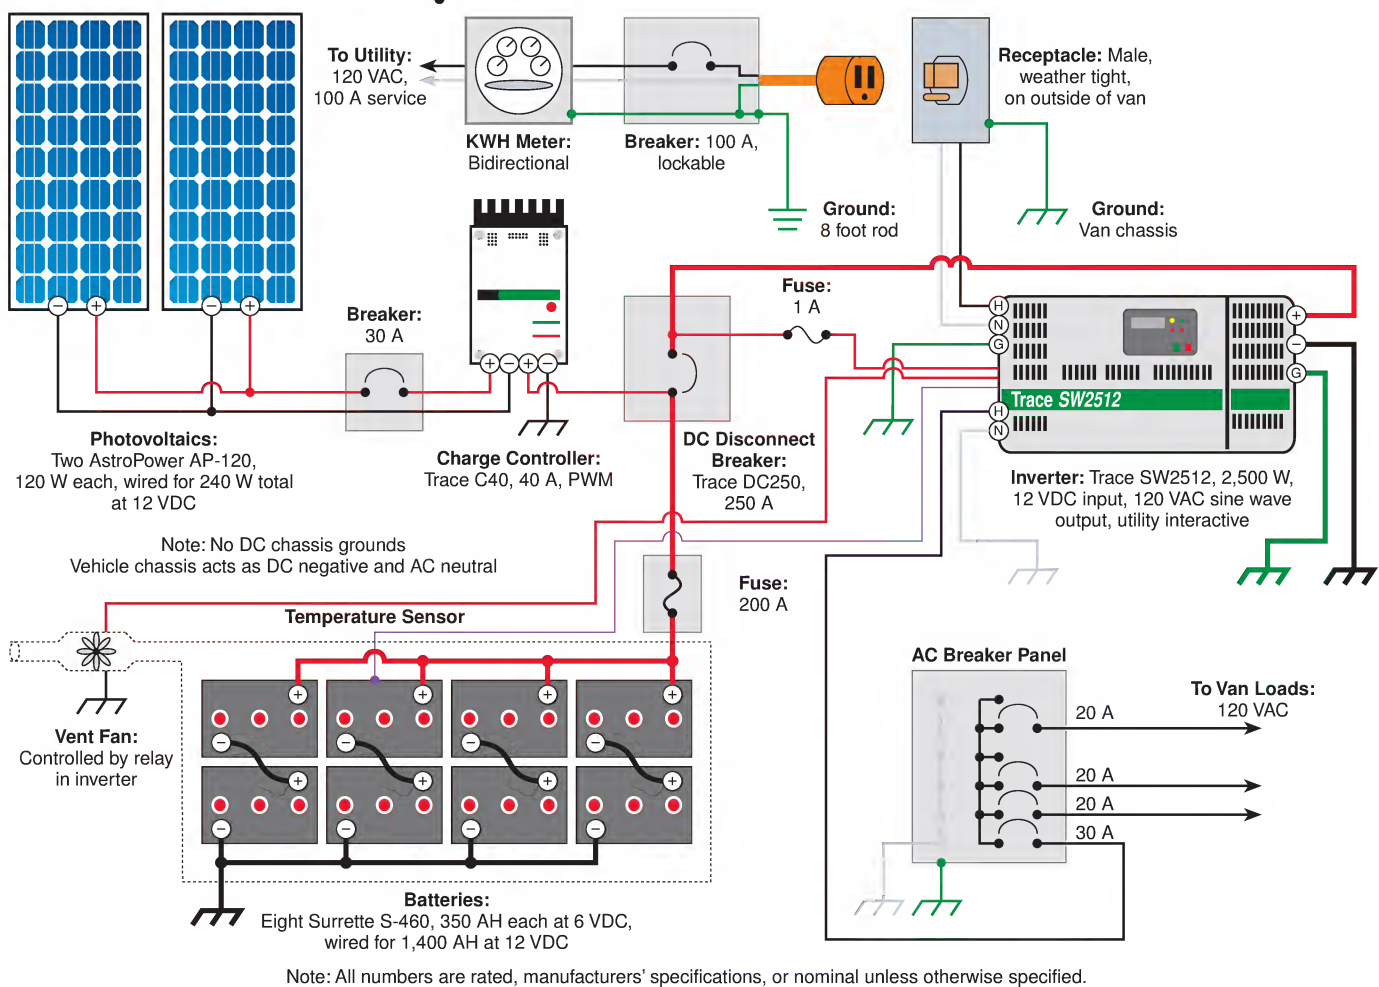 To Utility:
120 VAC,
100 A service
KWH Meter:
Bidirectional
Breaker: 100 A,
lockable
Receptacle: Male,
weather tight,
on outside of van
Ground:
8 foot rod
Ground:
Van chassis
Breaker:
30 A
Fuse:
1 A
− + − +
+ − + −
H
N
G
H
N
+
−
G
Trace SW2512
Photovoltaics:
Two AstroPower AP-120,
120 W each, wired for 240 W total
at 12 VDC
Charge Controller:
Trace C40, 40 A, PWM
DC Disconnect
Breaker:
Trace DC250,
250 A
Inverter: Trace SW2512, 2,500 W,
12 VDC input, 120 VAC sine wave
output, utility interactive
Note: No DC chassis grounds
Vehicle chassis acts as DC negative and AC neutral
Fuse:
200 A
Temperature Sensor
Vent Fan:
Controlled by relay
in inverter
+ + + +
− − − −
+ + + +
− − − −
AC Breaker Panel
20 A
20 A
20 A
30 A
To Van Loads:
120 VAC
Batteries:
Eight Surrette S-460, 350 AH each at 6 VDC,
wired for 1,400 AH at 12 VDC
Note: All numbers are rated, manufacturers' specifications, or nominal unless otherwise specified.